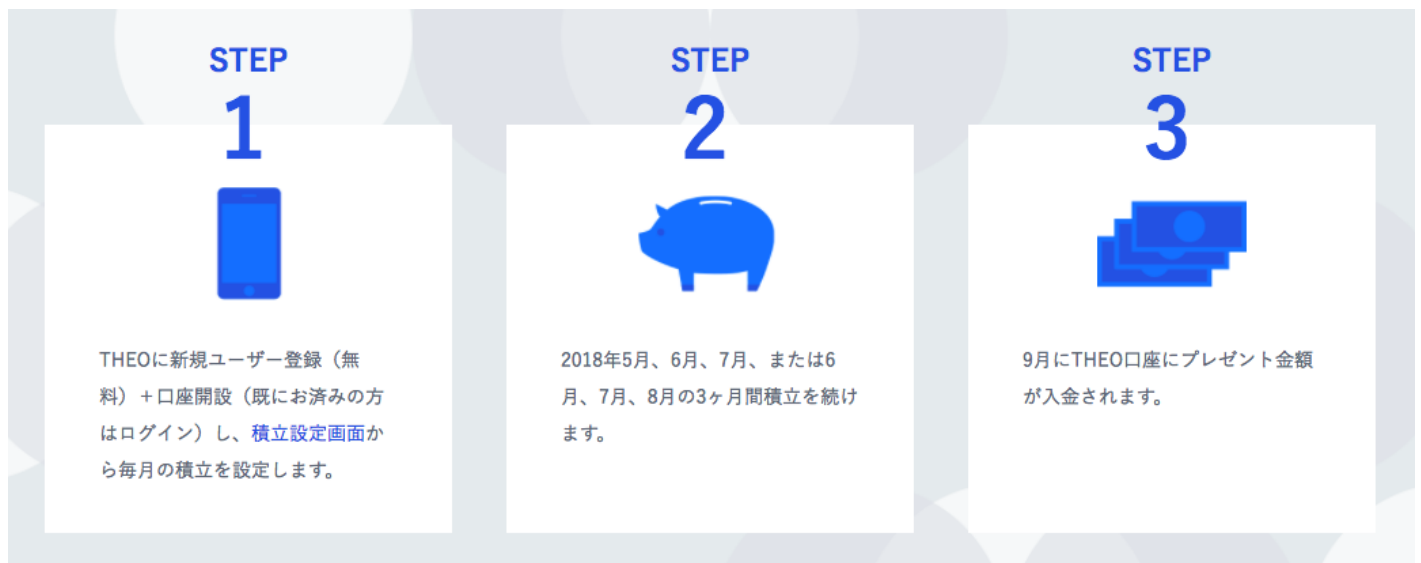 STEP
1
THEOに新規ユーザー登録（無
料）＋口座開設（既にお済みの方
はログイン）し、積立設定画面か
ら毎月の積立を設定します。
STEP
2
2018年5月、6月、7月、または6
月、7月、8月の3ヶ月間積立を続け
ます。
STEP
3
9月にTHEO口座にプレゼント金額
が入金されます。